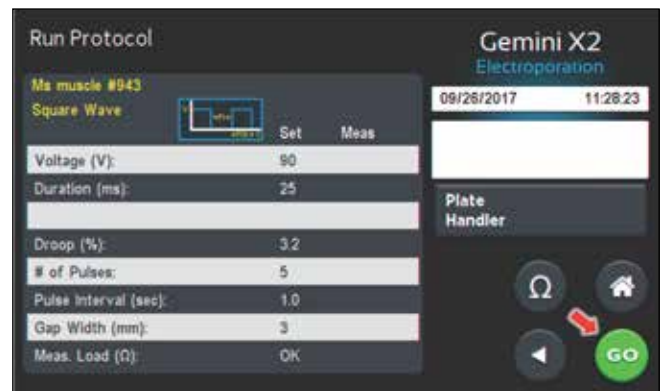 Run Protocol
Gemini X2
Electroporation
09/26/2017 11:28:23
Ms muscle #943
Square Wave
Set Meas
Voltage (V): 90
Duration (ms): 25
Droop (%): 3.2
# of Pulses: 5
Pulse Interval (sec): 1.0
Gap Width (mm): 3
Meas. Load (Ω): OK
Plate
Handler
Ω
GO